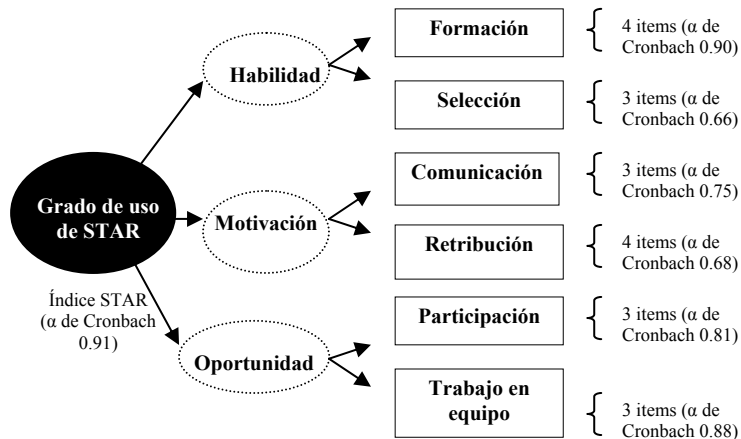 Formación
4 items (α de
Cronbach 0.90)
Habilidad
Selección
3 items (α de
Cronbach 0.66)
Grado de uso
de STAR
Comunicación
3 items (α de
Cronbach 0.75)
Motivación
Retribución
4 items (α de
Cronbach 0.68)
Índice STAR
(α de Cronbach
0.91)
Participación
3 items (α de
Cronbach 0.81)
Oportunidad
Trabajo en
equipo
3 items (α de
Cronbach 0.88)